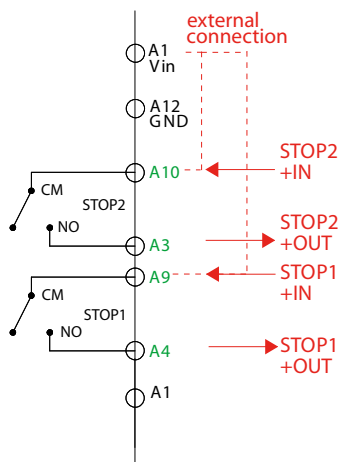 external
connection
A1
Vin
A12
GND
A10
STOP2
+IN
CM
STOP2
NO
A3
STOP2
+OUT
A9
STOP1
+IN
CM
STOP1
NO
A4
STOP1
+OUT
A1